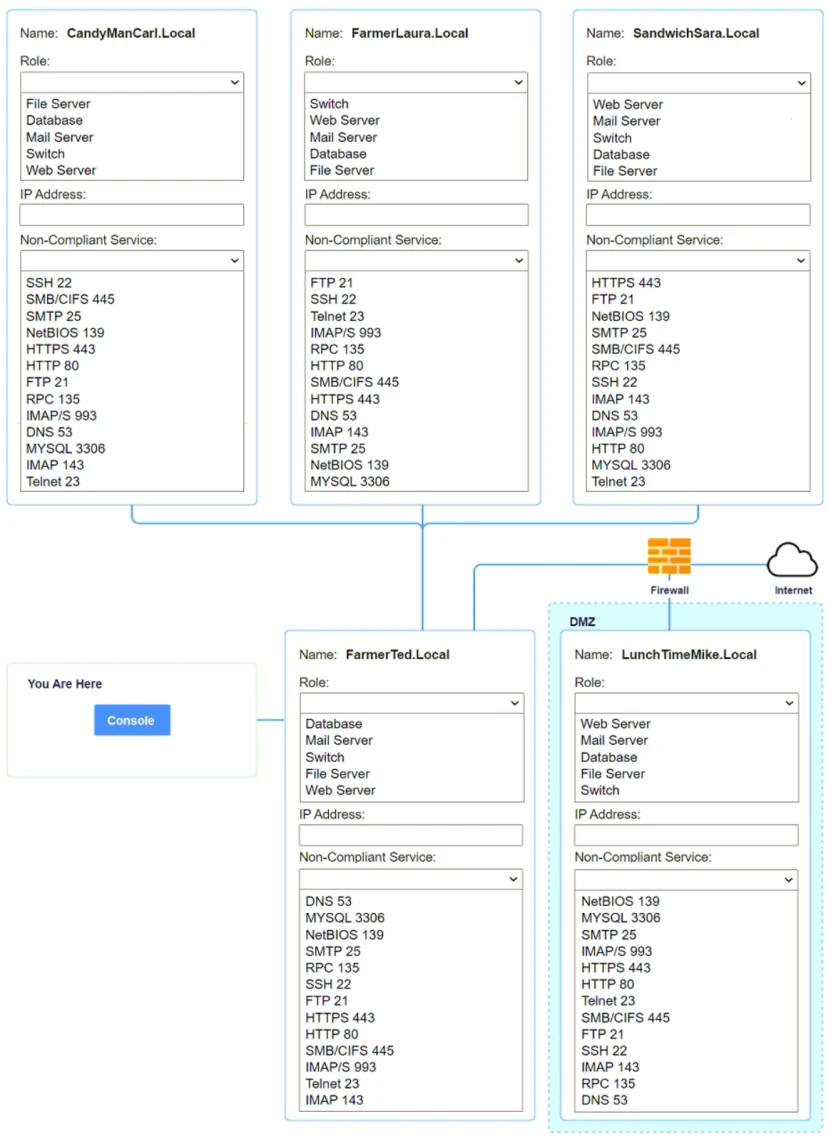 Name: CandyManCarl.Local
Role:
File Server
Database
Mail Server
Switch
Web Server
IP Address:
Non-Compliant Service:
SSH 22
SMB/CIFS 445
SMTP 25
NetBIOS 139
HTTPS 443
HTTP 80
FTP 21
RPC 135
IMAP/S 993
DNS 53
MYSQL 3306
IMAP 143
Telnet 23
Name: FarmerLaura.Local
Role:
Switch
Web Server
Mail Server
Database
File Server
IP Address:
Non-Compliant Service:
FTP 21
SSH 22
Telnet 23
IMAP/S 993
RPC 135
HTTP 80
SMB/CIFS 445
HTTPS 443
DNS 53
IMAP 143
SMTP 25
NetBIOS 139
MYSQL 3306
Name: SandwichSara.Local
Role:
Web Server
Mail Server
Switch
Database
File Server
IP Address:
Non-Compliant Service:
HTTPS 443
FTP 21
NetBIOS 139
SMTP 25
SMB/CIFS 445
RPC 135
SSH 22
IMAP 143
DNS 53
IMAP/S 993
HTTP 80
MYSQL 3306
Telnet 23
Firewall
Internet
You Are Here
Console
Name: FarmerTed.Local
Role:
Database
Mail Server
Switch
File Server
Web Server
IP Address:
Non-Compliant Service:
DNS 53
MYSQL 3306
NetBIOS 139
SMTP 25
RPC 135
SSH 22
FTP 21
HTTPS 443
HTTP 80
SMB/CIFS 445
IMAP/S 993
Telnet 23
IMAP 143
DMZ
Name: LunchTimeMike.Local
Role:
Web Server
Mail Server
Database
File Server
Switch
IP Address:
Non-Compliant Service:
NetBIOS 139
MYSQL 3306
SMTP 25
IMAP/S 993
HTTPS 443
HTTP 80
Telnet 23
SMB/CIFS 445
FTP 21
SSH 22
IMAP 143
RPC 135
DNS 53